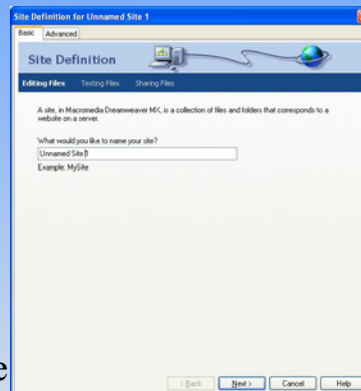 Site Definition for Unnamed Site 1
Basic Advanced
Site Definition
Editing Files Testing Files Sharing Files
A site, in Macromedia Dreamweaver MX, is a collection of files and folders that corresponds to a
website on a server.
What would you like to name your site?
Unnamed Site 1
Example: MySite
e
< Back Next > Cancel Help